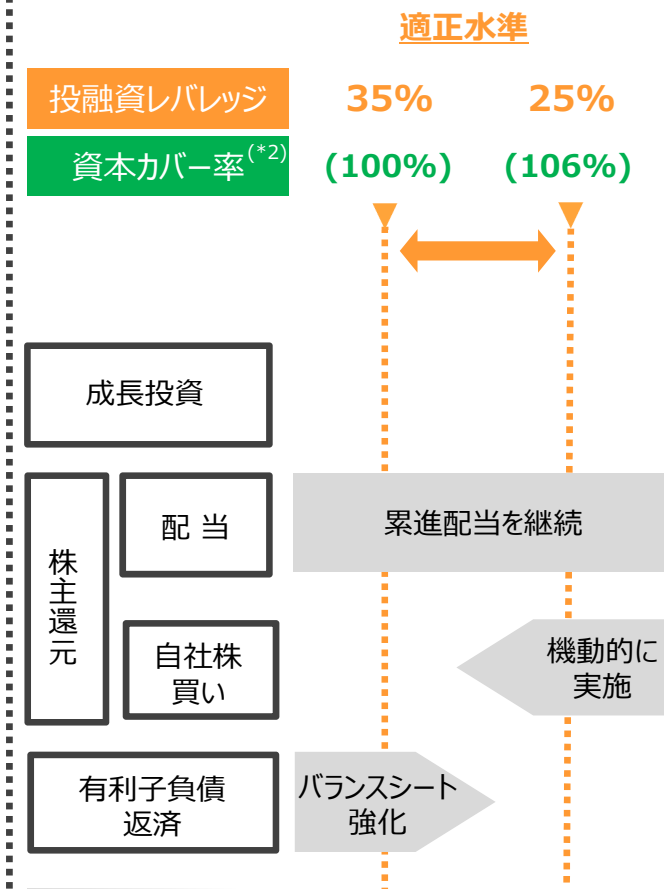 適正水準
投融資レバレッジ 35% 25%
資本カバー率(*2) (100%) (106%)
成長投資
株主還元
配 当
累進配当を継続
自社株
買い
機動的に
実施
有利子負債
返済
バランスシート
強化